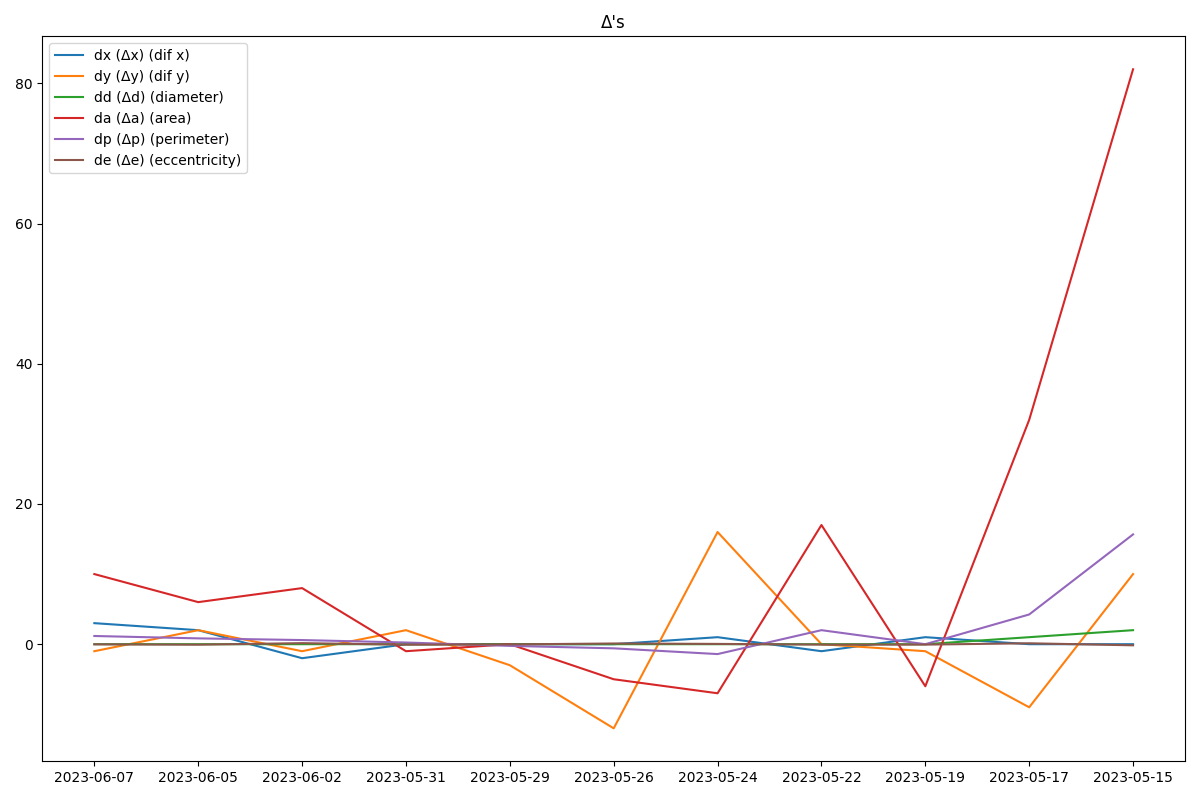 Δ's
dx (Δx) (dif x)
dy (Δy) (dif y)
dd (Δd) (diameter)
da (Δa) (area)
dp (Δp) (perimeter)
de (Δe) (eccentricity)
80
60
40
20
0
2023-06-07 2023-06-05 2023-06-02 2023-05-31 2023-05-29 2023-05-26 2023-05-24 2023-05-22 2023-05-19 2023-05-17 2023-05-15